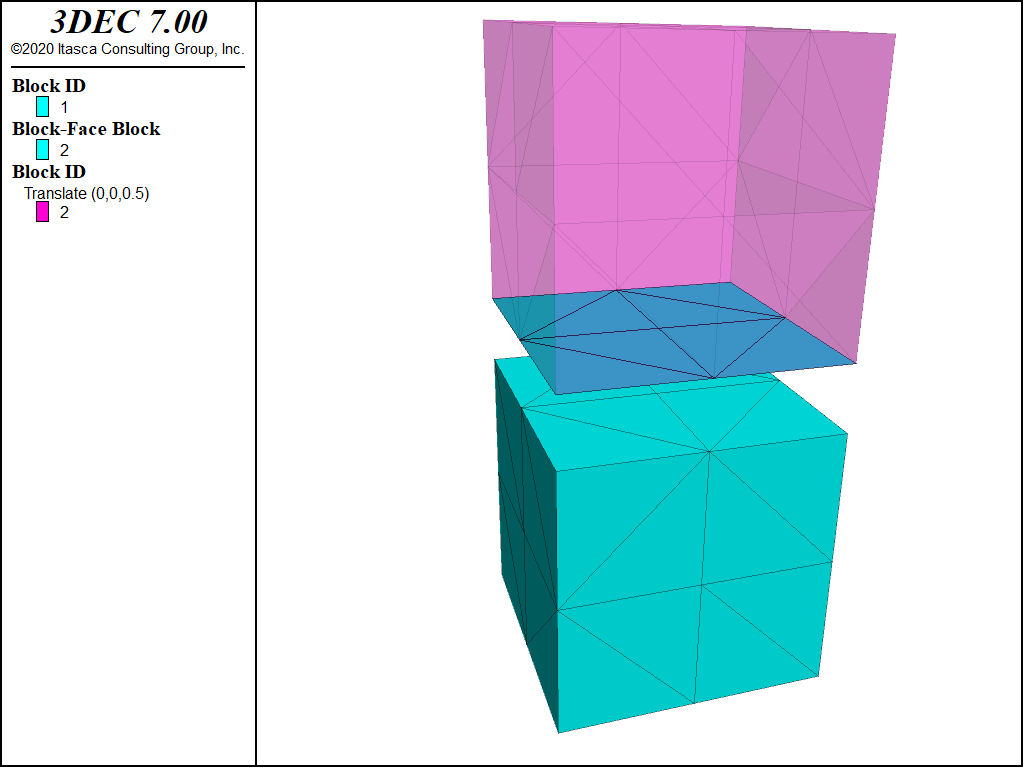 3DEC 7.00
©2020 Itasca Consulting Group, Inc.
Block ID
1
Block-Face Block
2
Block ID
Translate (0,0,0.5)
2